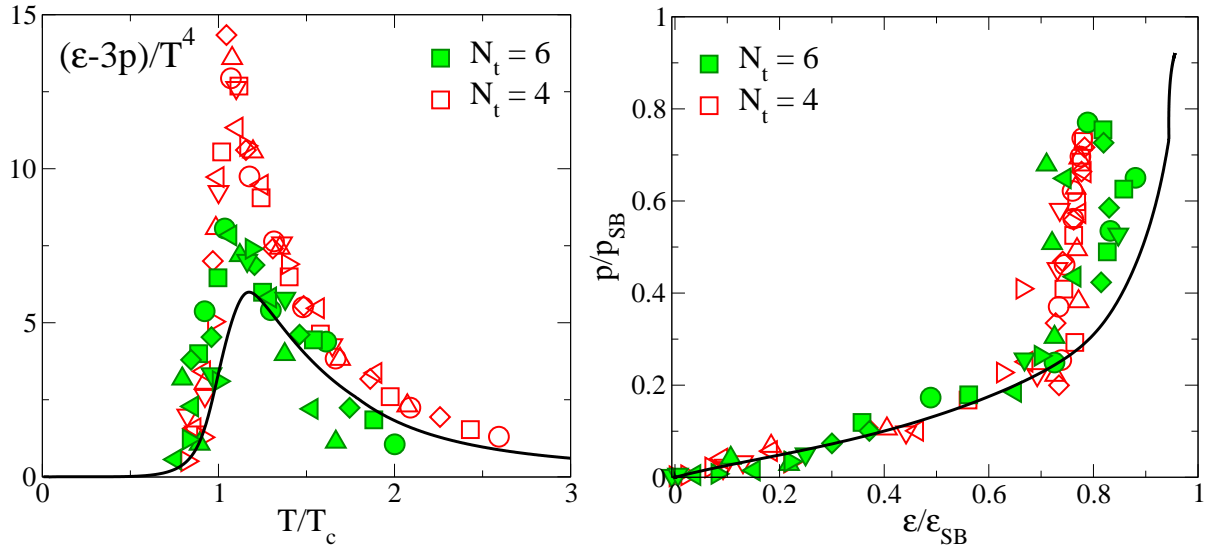 15
(ε-3p)/T⁴
N_t = 6
N_t = 4
10
5
0
0
1
2
3
T/T_c
1
N_t = 6
N_t = 4
0.8
p/p_SB
0.6
0.4
0.2
0
0
0.2
0.4
0.6
0.8
1
ε/ε_SB